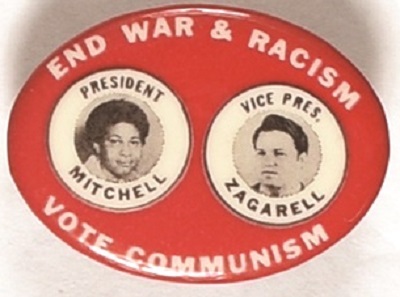 END WAR & RACISM
PRESIDENT
MITCHELL
VICE PRES.
ZAGARELL
VOTE COMMUNISM